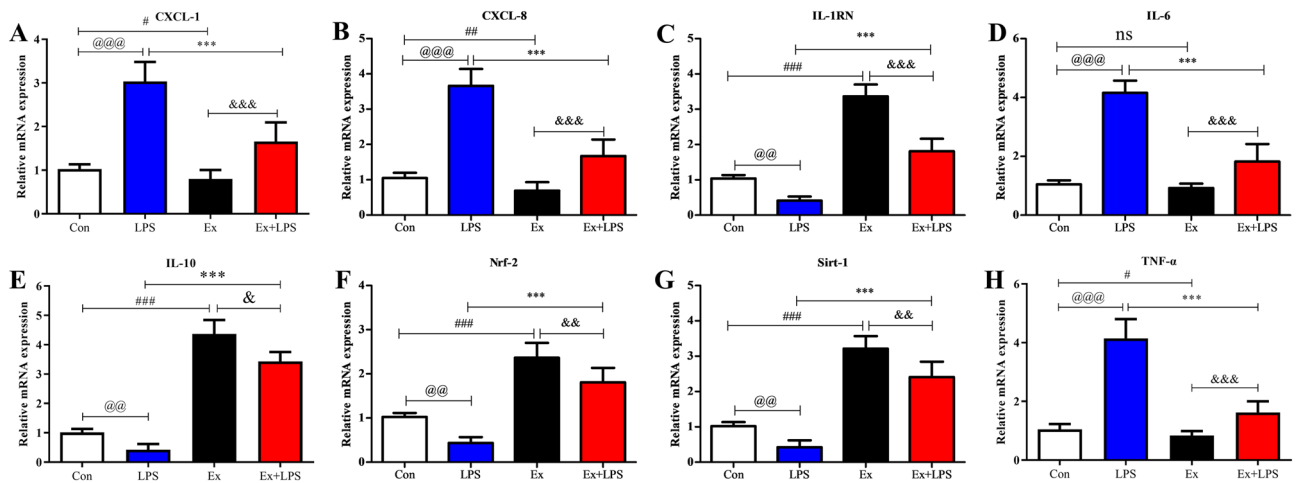 A
CXCL-1
#
@@@
***
&&&
Relative mRNA expression
4
3
2
1
0
Con
LPS
Ex
Ex+LPS
B
CXCL-8
##
@@@
***
&&&
Relative mRNA expression
5
4
3
2
1
0
Con
LPS
Ex
Ex+LPS
C
IL-1RN
***
###
&&&
@@
Relative mRNA expression
5
4
3
2
1
0
Con
LPS
Ex
Ex+LPS
D
IL-6
ns
@@@
***
&&&
Relative mRNA expression
6
4
2
0
Con
LPS
Ex
Ex+LPS
E
IL-10
***
###
&
@@
Relative mRNA expression
6
5
4
3
2
1
0
Con
LPS
Ex
Ex+LPS
F
Nrf-2
***
###
&&
@@
Relative mRNA expression
4
3
2
1
0
Con
LPS
Ex
Ex+LPS
G
Sirt-1
***
###
&&
@@
Relative mRNA expression
5
4
3
2
1
0
Con
LPS
Ex
Ex+LPS
H
TNF-α
#
@@@
***
&&&
Relative mRNA expression
6
4
2
0
Con
LPS
Ex
Ex+LPS